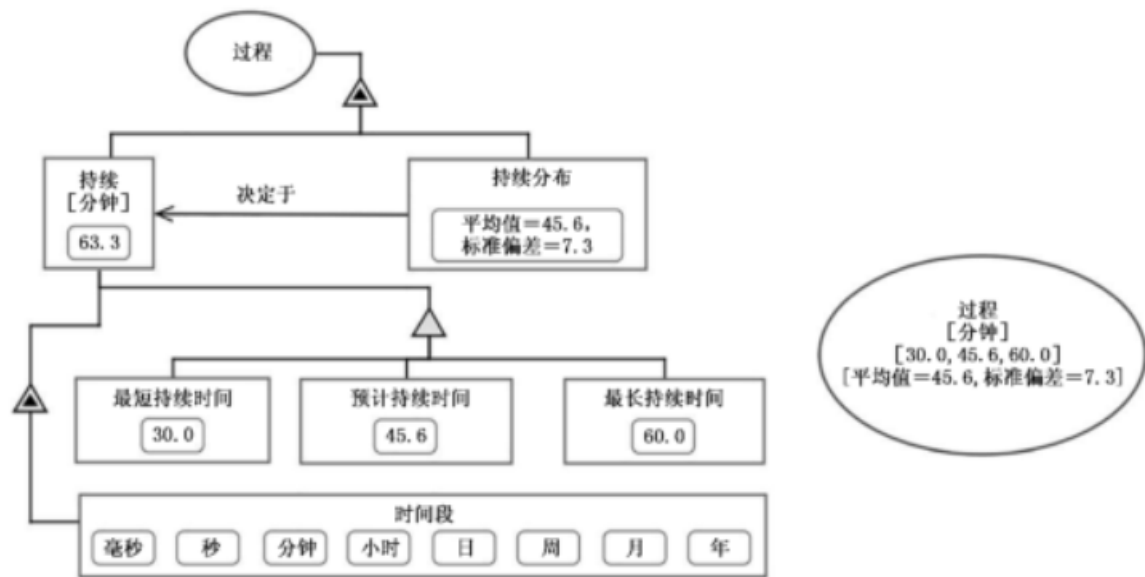 过程
持续
[分钟]
63.3
决定于
持续分布
平均值=45.6,
标准偏差=7.3
最短持续时间
30.0
预计持续时间
45.6
最长持续时间
60.0
时间段
毫秒 秒 分钟 小时 日 周 月 年
过程
[分钟]
[30.0,45.6,60.0]
[平均值=45.6,标准偏差=7.3]